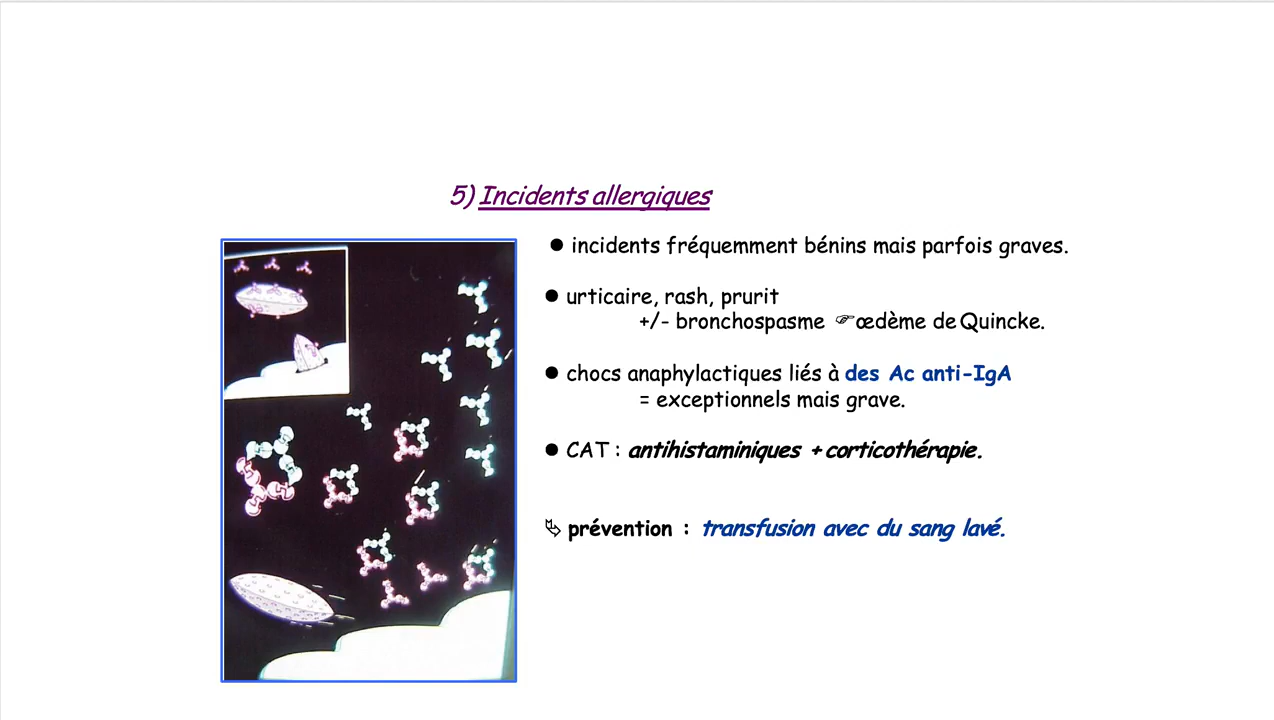 5) Incidents allergiques
● incidents fréquemment bénins mais parfois graves.
● urticaire, rash, prurit
+/- bronchospasme ☞ œdème de Quincke.
● chocs anaphylactiques liés à des Ac anti-IgA
= exceptionnels mais grave.
● CAT : antihistaminiques + corticothérapie.
⮱ prévention : transfusion avec du sang lavé.